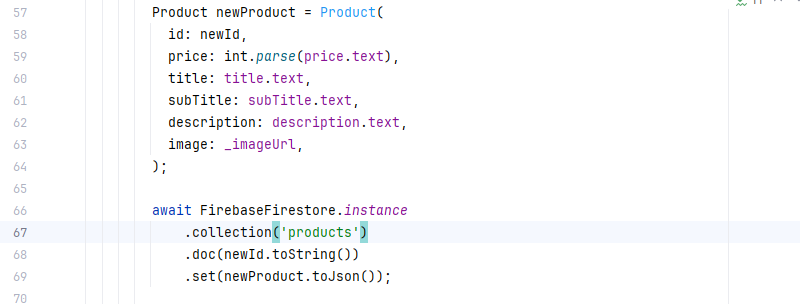 57 Product newProduct = Product(
58 id: newId,
59 price: int.parse(price.text),
60 title: title.text,
61 subTitle: subTitle.text,
62 description: description.text,
63 image: _imageUrl,
64 );
65
66 await FirebaseFirestore.instance
67 .collection('products')
68 .doc(newId.toString())
69 .set(newProduct.toJson());
70